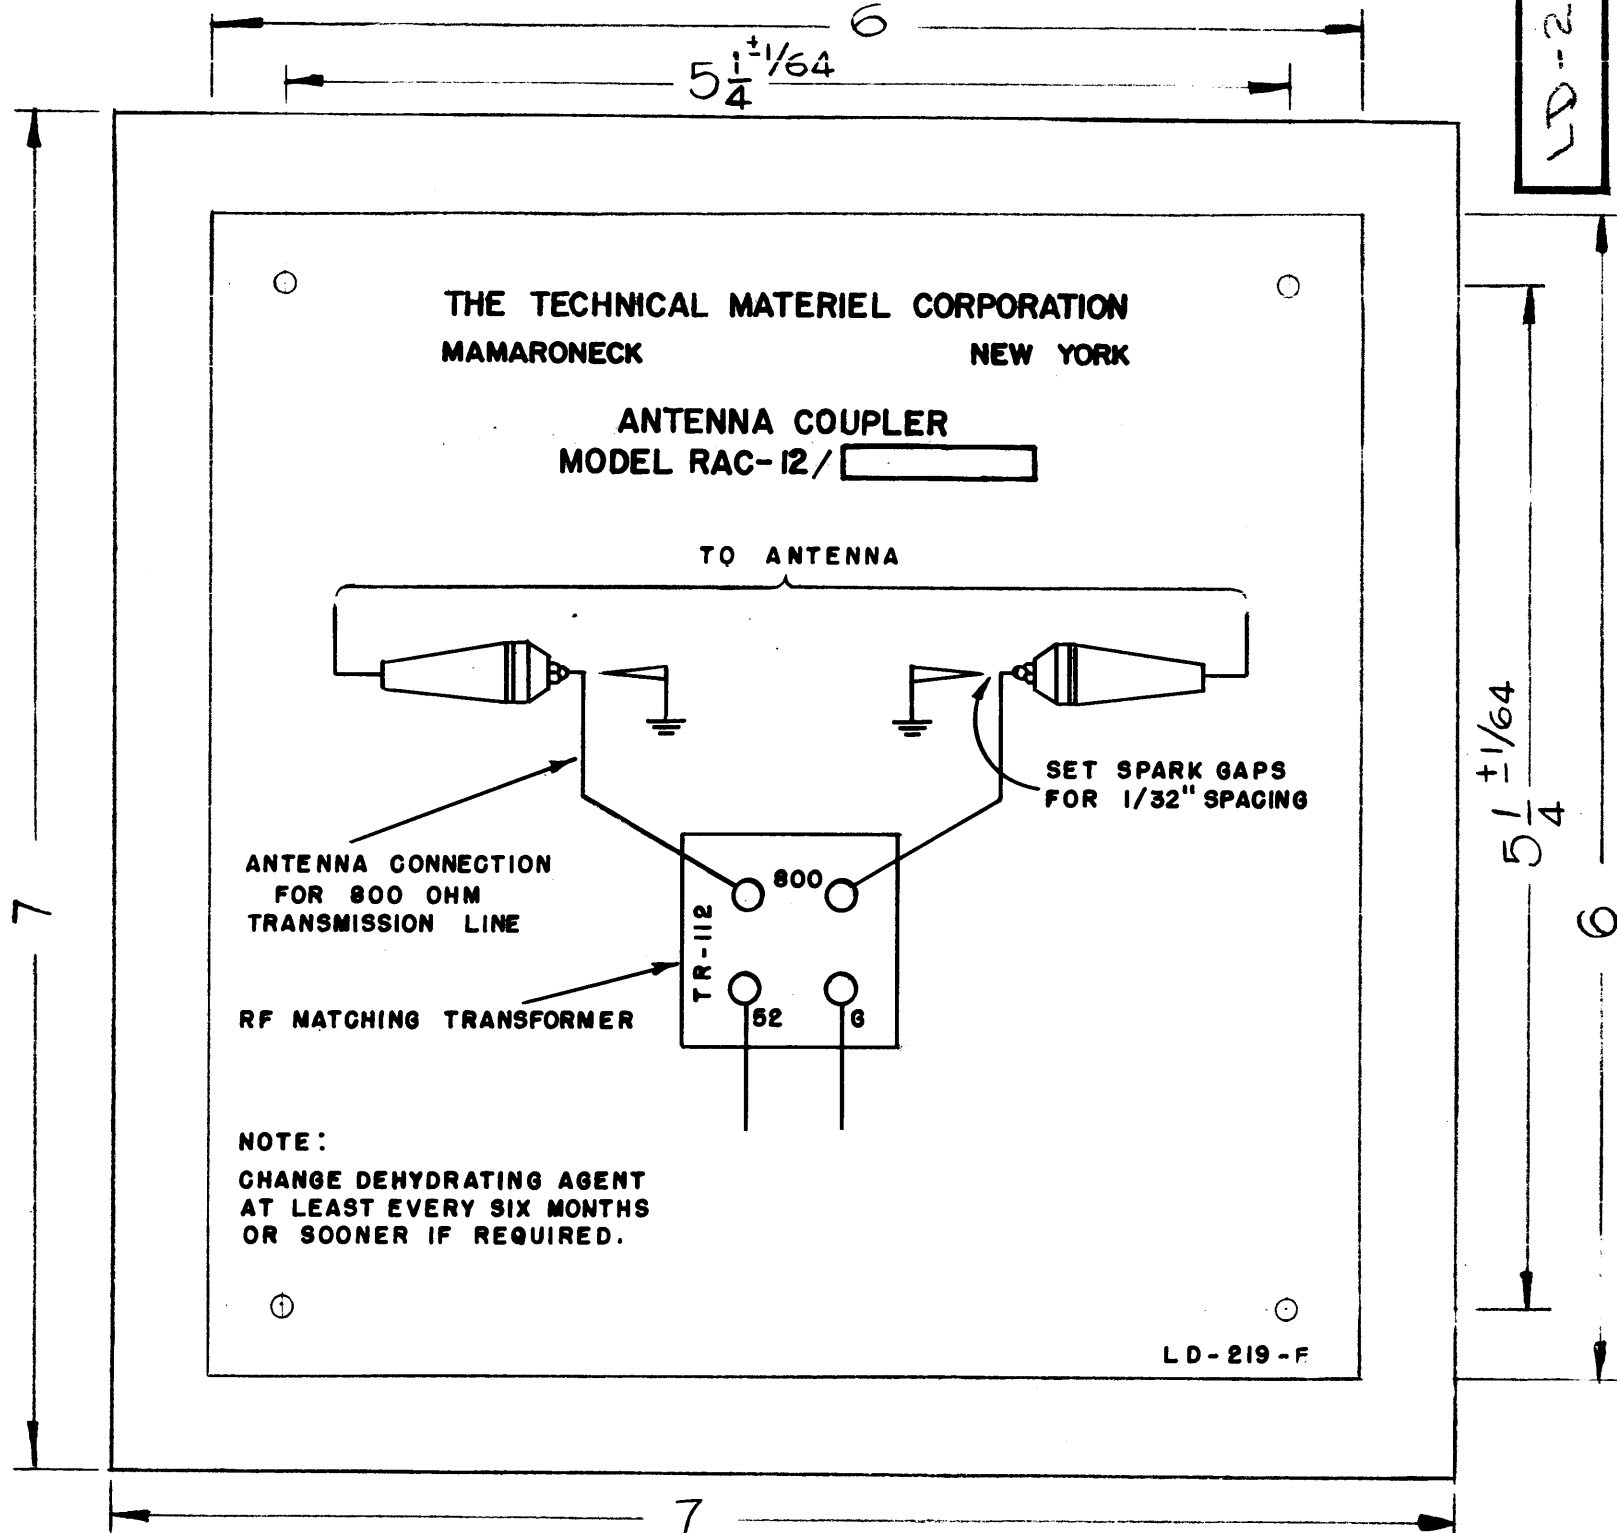 6
5 1/4 ±1/64
LD-2
THE TECHNICAL MATERIEL CORPORATION
MAMARONECK NEW YORK
ANTENNA COUPLER
MODEL RAC-12/
TO ANTENNA
SET SPARK GAPS
FOR 1/32" SPACING
5 1/4 ±1/64
6
7
ANTENNA CONNECTION
FOR 800 OHM
TRANSMISSION LINE
800
TR-112
52 G
RF MATCHING TRANSFORMER
NOTE:
CHANGE DEHYDRATING AGENT
AT LEAST EVERY SIX MONTHS
OR SOONER IF REQUIRED.
LD-219-F
7